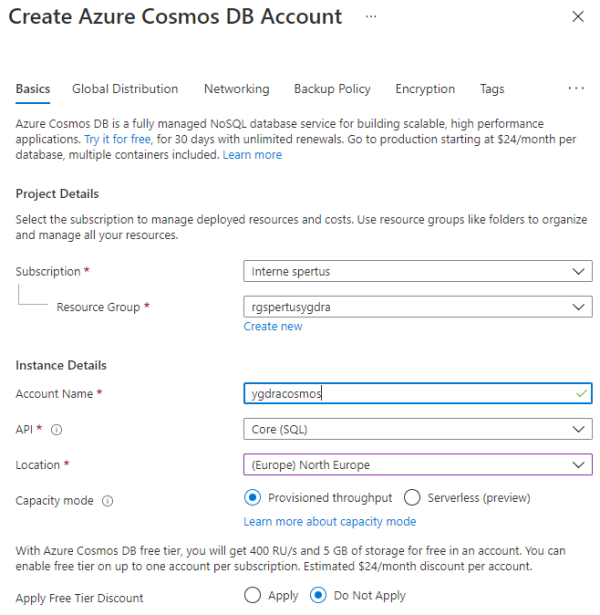 Create Azure Cosmos DB Account ...
Basics Global Distribution Networking Backup Policy Encryption Tags ...
Azure Cosmos DB is a fully managed NoSQL database service for building scalable, high performance
applications. Try it for free, for 30 days with unlimited renewals. Go to production starting at $24/month per
database, multiple containers included. Learn more
Project Details
Select the subscription to manage deployed resources and costs. Use resource groups like folders to organize
and manage all your resources.
Subscription * Interne spertus
Resource Group * rgspertusygdra
Create new
Instance Details
Account Name * ygdracosmos
API * Core (SQL)
Location * (Europe) North Europe
Capacity mode Provisioned throughput Serverless (preview)
Learn more about capacity mode
With Azure Cosmos DB free tier, you will get 400 RU/s and 5 GB of storage for free in an account. You can
enable free tier on up to one account per subscription. Estimated $24/month discount per account.
Apply Free Tier Discount Apply Do Not Apply